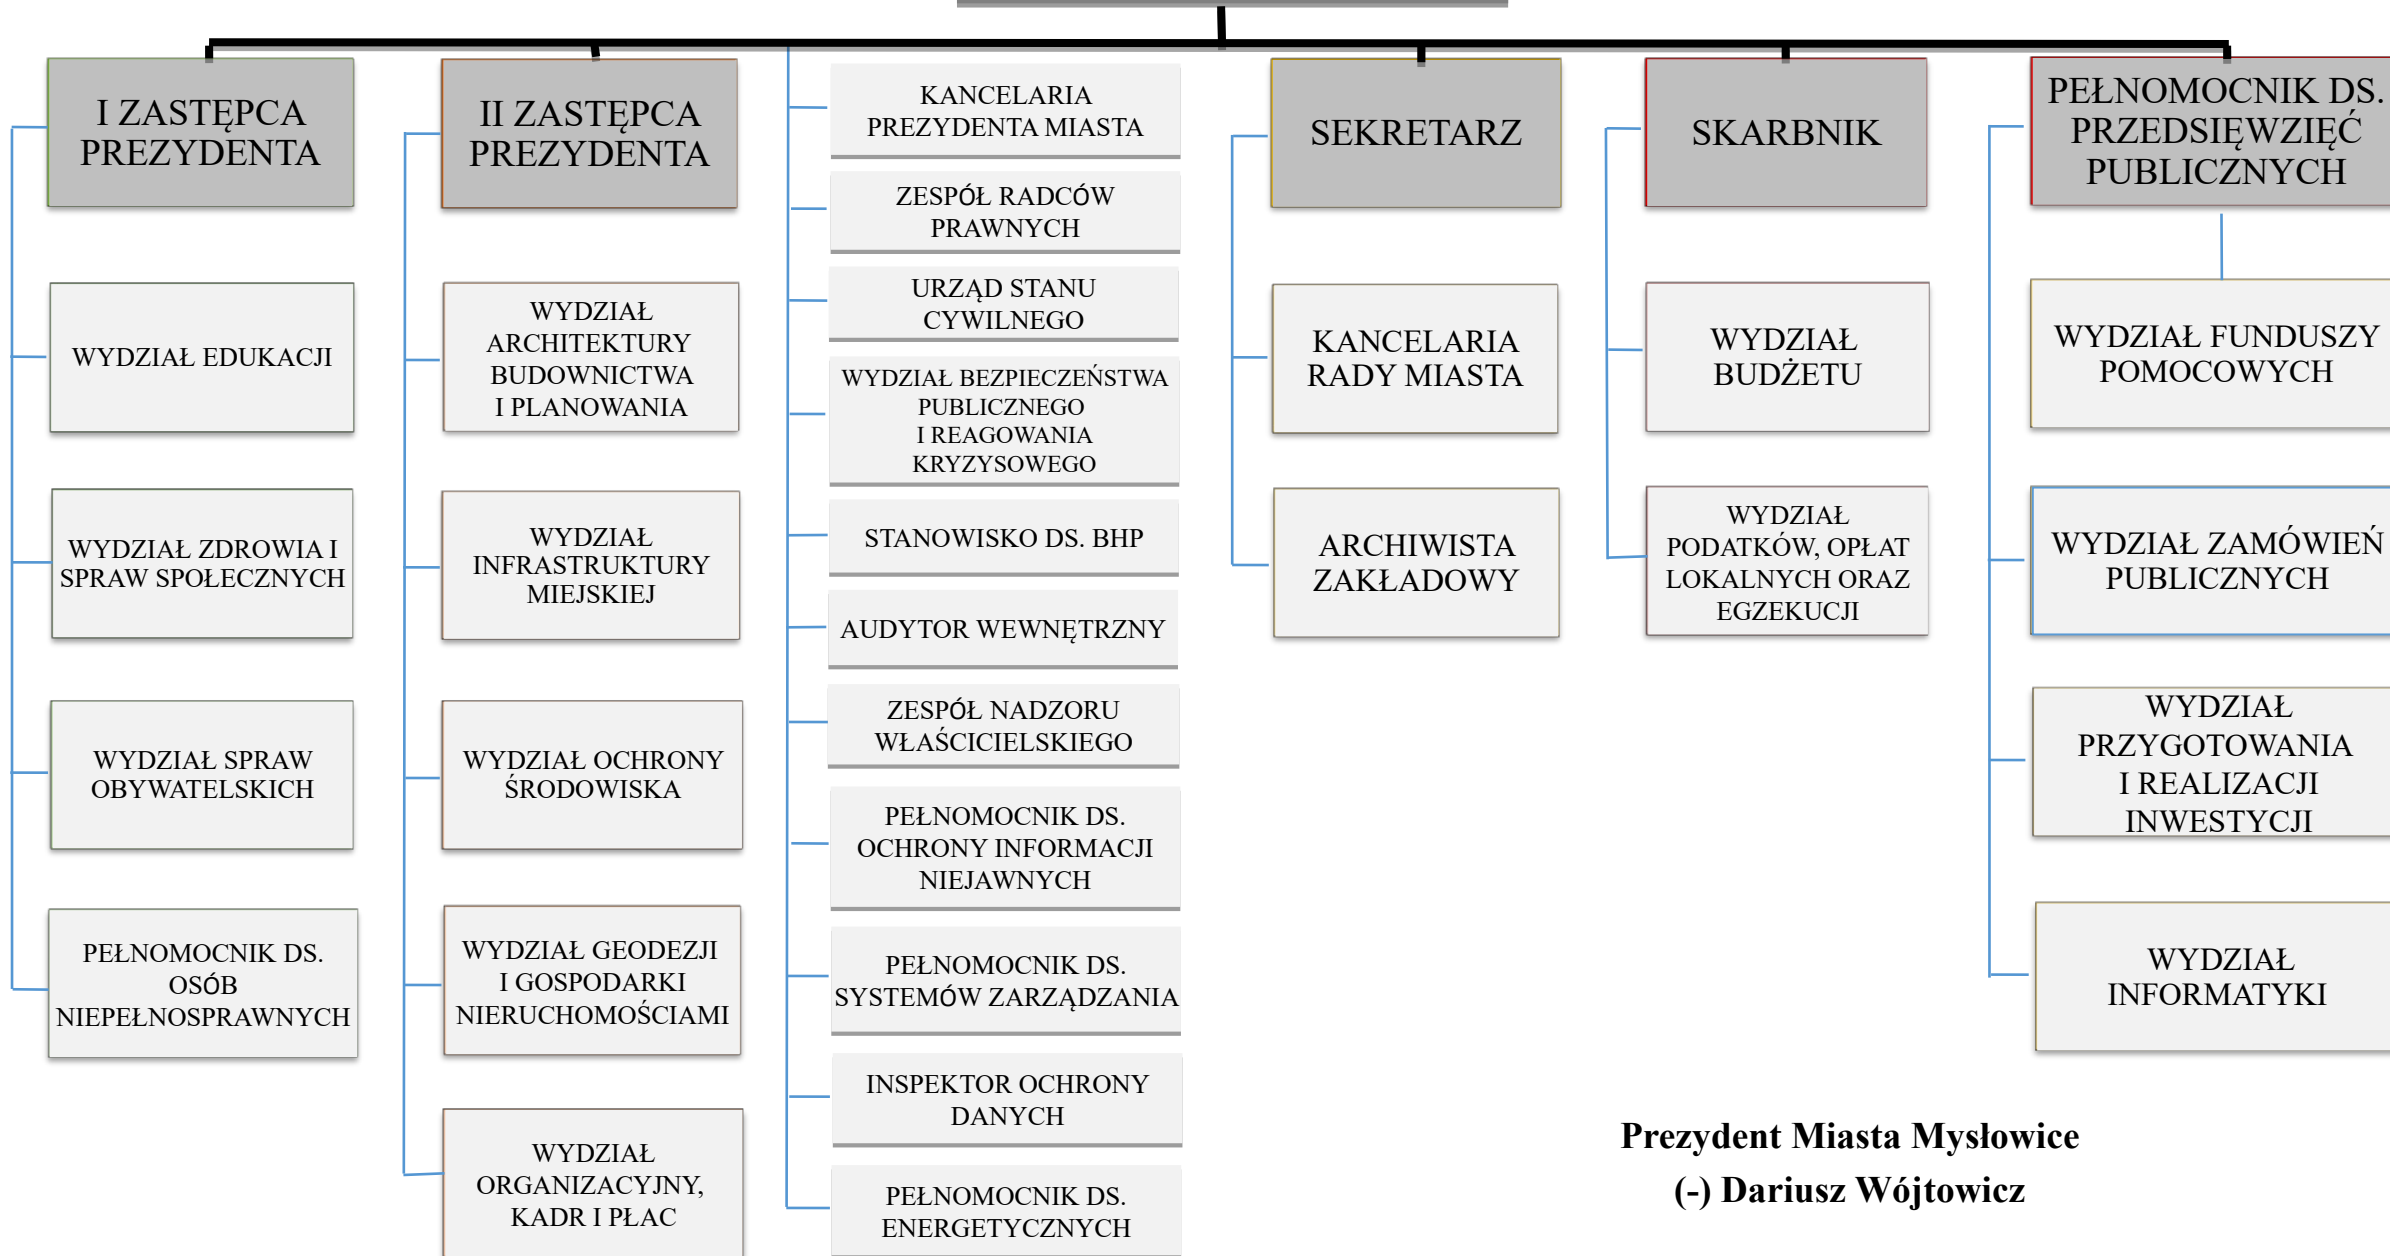 I ZASTĘPCA
PREZYDENTA
WYDZIAŁ EDUKACJI
WYDZIAŁ ZDROWIA I
SPRAW SPOŁECZNYCH
WYDZIAŁ SPRAW
OBYWATELSKICH
PEŁNOMOCNIK DS.
OSÓB
NIEPEŁNOSPRAWNYCH
II ZASTĘPCA
PREZYDENTA
WYDZIAŁ
ARCHITEKTURY
BUDOWNICTWA
I PLANOWANIA
WYDZIAŁ
INFRASTRUKTURY
MIEJSKIEJ
WYDZIAŁ OCHRONY
ŚRODOWISKA
WYDZIAŁ GEODEZJI
I GOSPODARKI
NIERUCHOMOŚCIAMI
WYDZIAŁ
ORGANIZACYJNY,
KADR I PŁAC
KANCELARIA
PREZYDENTA MIASTA
ZESPÓŁ RADCÓW
PRAWNYCH
URZĄD STANU
CYWILNEGO
WYDZIAŁ BEZPIECZEŃSTWA
PUBLICZNEGO
I REAGOWANIA
KRYZYSOWEGO
STANOWISKO DS. BHP
AUDYTOR WEWNĘTRZNY
ZESPÓŁ NADZORU
WŁAŚCICIELSKIEGO
PEŁNOMOCNIK DS.
OCHRONY INFORMACJI
NIEJAWNYCH
PEŁNOMOCNIK DS.
SYSTEMÓW ZARZĄDZANIA
INSPEKTOR OCHRONY
DANYCH
PEŁNOMOCNIK DS.
ENERGETYCZNYCH
SEKRETARZ
KANCELARIA
RADY MIASTA
ARCHIWISTA
ZAKŁADOWY
SKARBNIK
WYDZIAŁ
BUDŻETU
WYDZIAŁ
PODATKÓW, OPŁAT
LOKALNYCH ORAZ
EGZEKUCJI
PEŁNOMOCNIK DS.
PRZEDSIĘWZIĘĆ
PUBLICZNYCH
WYDZIAŁ FUNDUSZY
POMOCOWYCH
WYDZIAŁ ZAMÓWIEŃ
PUBLICZNYCH
WYDZIAŁ
PRZYGOTOWANIA
I REALIZACJI
INWESTYCJI
WYDZIAŁ
INFORMATYKI
Prezydent Miasta Mysłowice
(-) Dariusz Wójtowicz